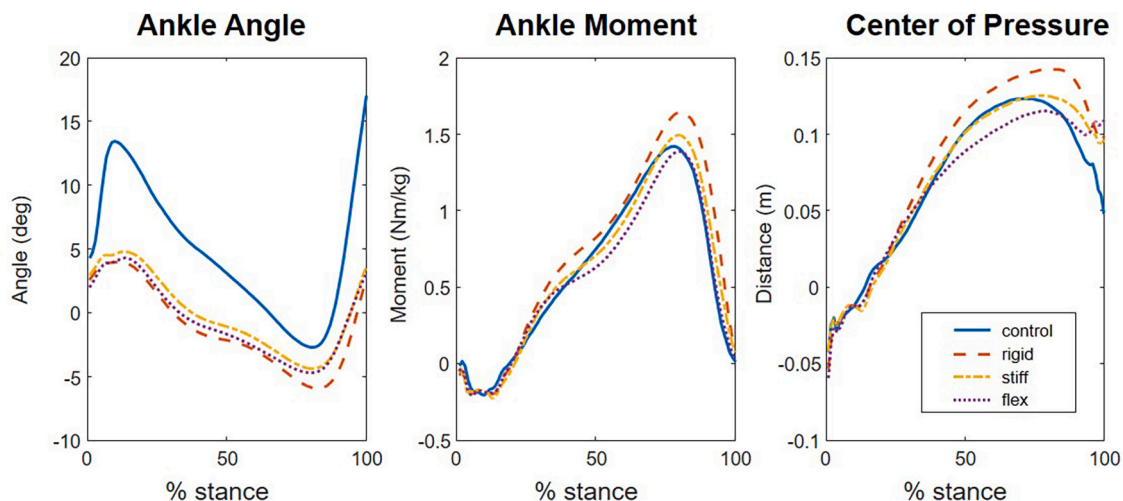 Ankle Angle
Ankle Moment
Center of Pressure
20
15
10
5
0
-5
-10
Angle (deg)
0
50
100
% stance
2
1.5
1
0.5
0
-0.5
Moment (Nm/kg)
0
50
100
% stance
0.15
0.1
0.05
0
-0.05
-0.1
Distance (m)
0
50
100
% stance
control
rigid
stiff
flex